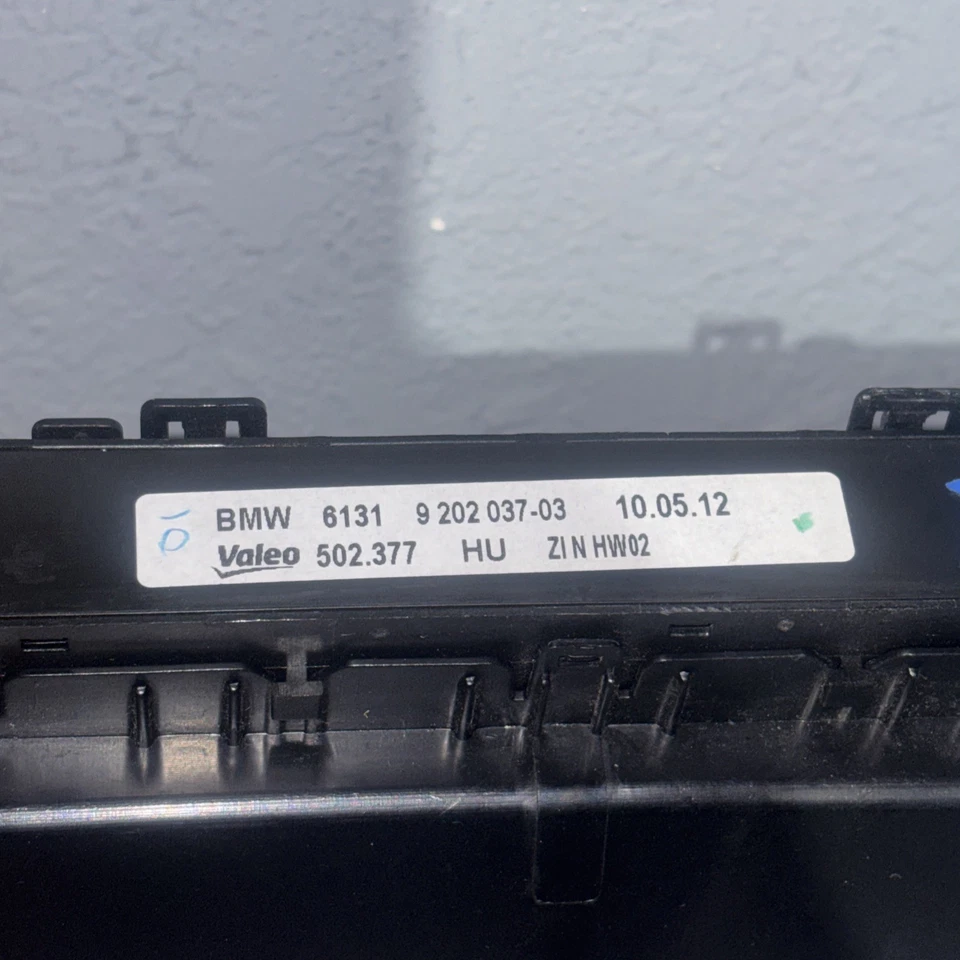 BMW 6131 9 202 037-03 10.05.12
Valeo 502.377 HU ZI N HW02